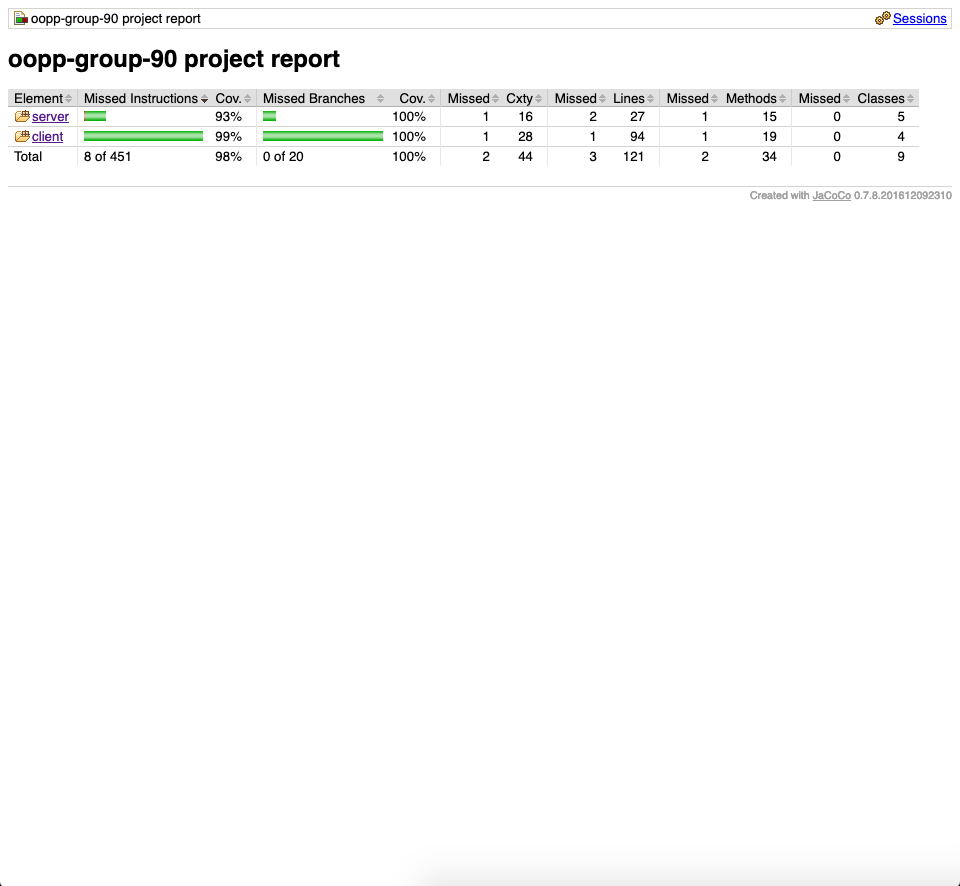 oopp-group-90 project report Sessions
oopp-group-90 project report
Element Missed Instructions Cov. Missed Branches Cov. Missed Cxty Missed Lines Missed Methods Missed Classes
server 93% 100% 1 16 2 27 1 15 0 5
client 99% 100% 1 28 1 94 1 19 0 4
Total 8 of 451 98% 0 of 20 100% 2 44 3 121 2 34 0 9
Created with JaCoCo 0.7.8.201612092310